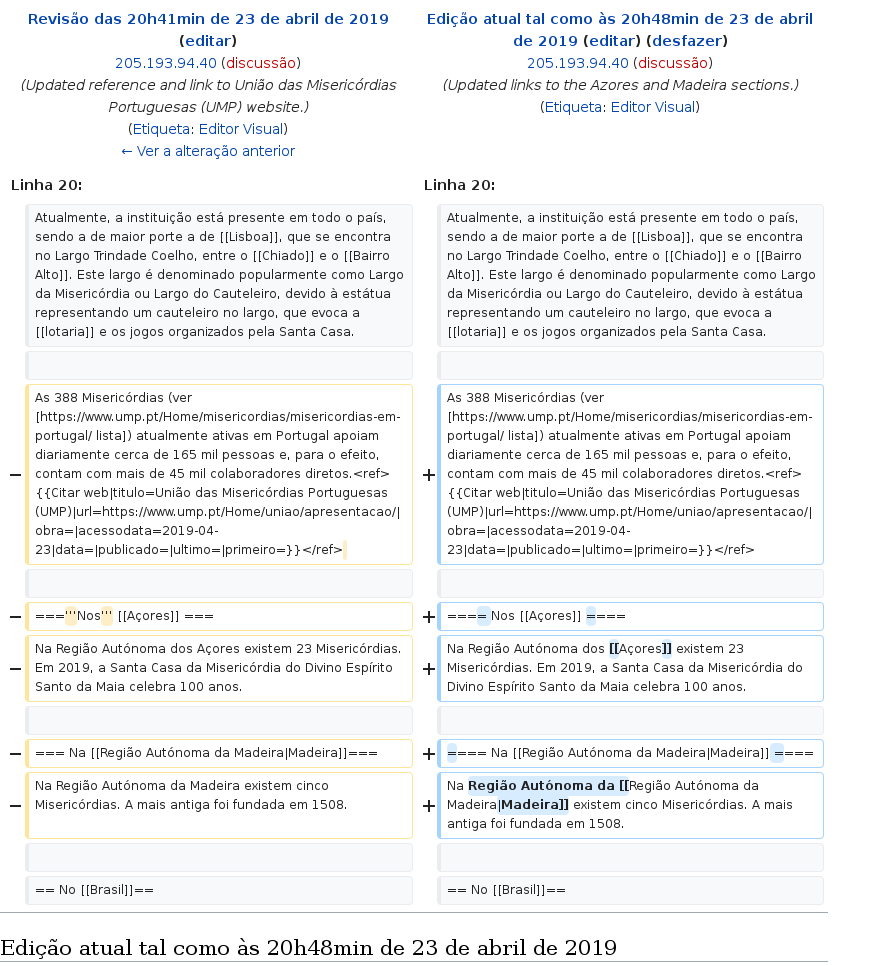 Revisão das 20h41min de 23 de abril de 2019
(editar)
205.193.94.40 (discussão)
(Updated reference and link to União das Misericórdias
Portuguesas (UMP) website.)
(Etiqueta: Editor Visual)
← Ver a alteração anterior
Edição atual tal como às 20h48min de 23 de abril
de 2019 (editar) (desfazer)
205.193.94.40 (discussão)
(Updated links to the Azores and Madeira sections.)
(Etiqueta: Editor Visual)
Linha 20:
Linha 20:
Atualmente, a instituição está presente em todo o país,
sendo a de maior porte a de [[Lisboa]], que se encontra
no Largo Trindade Coelho, entre o [[Chiado]] e o [[Bairro
Alto]]. Este largo é denominado popularmente como Largo
da Misericórdia ou Largo do Cauteleiro, devido à estátua
representando um cauteleiro no largo, que evoca a
[[lotaria]] e os jogos organizados pela Santa Casa.
Atualmente, a instituição está presente em todo o país,
sendo a de maior porte a de [[Lisboa]], que se encontra
no Largo Trindade Coelho, entre o [[Chiado]] e o [[Bairro
Alto]]. Este largo é denominado popularmente como Largo
da Misericórdia ou Largo do Cauteleiro, devido à estátua
representando um cauteleiro no largo, que evoca a
[[lotaria]] e os jogos organizados pela Santa Casa.
−
As 388 Misericórdias (ver
[https://www.ump.pt/Home/misericordias/misericordias-em-
portugal/ lista]) atualmente ativas em Portugal apoiam
diariamente cerca de 165 mil pessoas e, para o efeito,
contam com mais de 45 mil colaboradores diretos.<ref>
{{Citar web|titulo=União das Misericórdias Portuguesas
(UMP)|url=https://www.ump.pt/Home/uniao/apresentacao/|
obra=|acessodata=2019-04-
23|data=|publicado=|ultimo=|primeiro=}}</ref>
+
As 388 Misericórdias (ver
[https://www.ump.pt/Home/misericordias/misericordias-em-
portugal/ lista]) atualmente ativas em Portugal apoiam
diariamente cerca de 165 mil pessoas e, para o efeito,
contam com mais de 45 mil colaboradores diretos.<ref>
{{Citar web|titulo=União das Misericórdias Portuguesas
(UMP)|url=https://www.ump.pt/Home/uniao/apresentacao/|
obra=|acessodata=2019-04-
23|data=|publicado=|ultimo=|primeiro=}}</ref>
− ==='''Nos''' [[Açores]] ===
+ ==== Nos [[Açores]] ====
−
Na Região Autónoma dos Açores existem 23 Misericórdias.
Em 2019, a Santa Casa da Misericórdia do Divino Espírito
Santo da Maia celebra 100 anos.
+
Na Região Autónoma dos [[Açores]] existem 23
Misericórdias. Em 2019, a Santa Casa da Misericórdia do
Divino Espírito Santo da Maia celebra 100 anos.
− === Na [[Região Autónoma da Madeira|Madeira]]===
+ ==== Na [[Região Autónoma da Madeira|Madeira]] ====
−
Na Região Autónoma da Madeira existem cinco
Misericórdias. A mais antiga foi fundada em 1508.
+
Na Região Autónoma da [[Região Autónoma da
Madeira|Madeira]] existem cinco Misericórdias. A mais
antiga foi fundada em 1508.
== No [[Brasil]]==
== No [[Brasil]]==
Edição atual tal como às 20h48min de 23 de abril de 2019